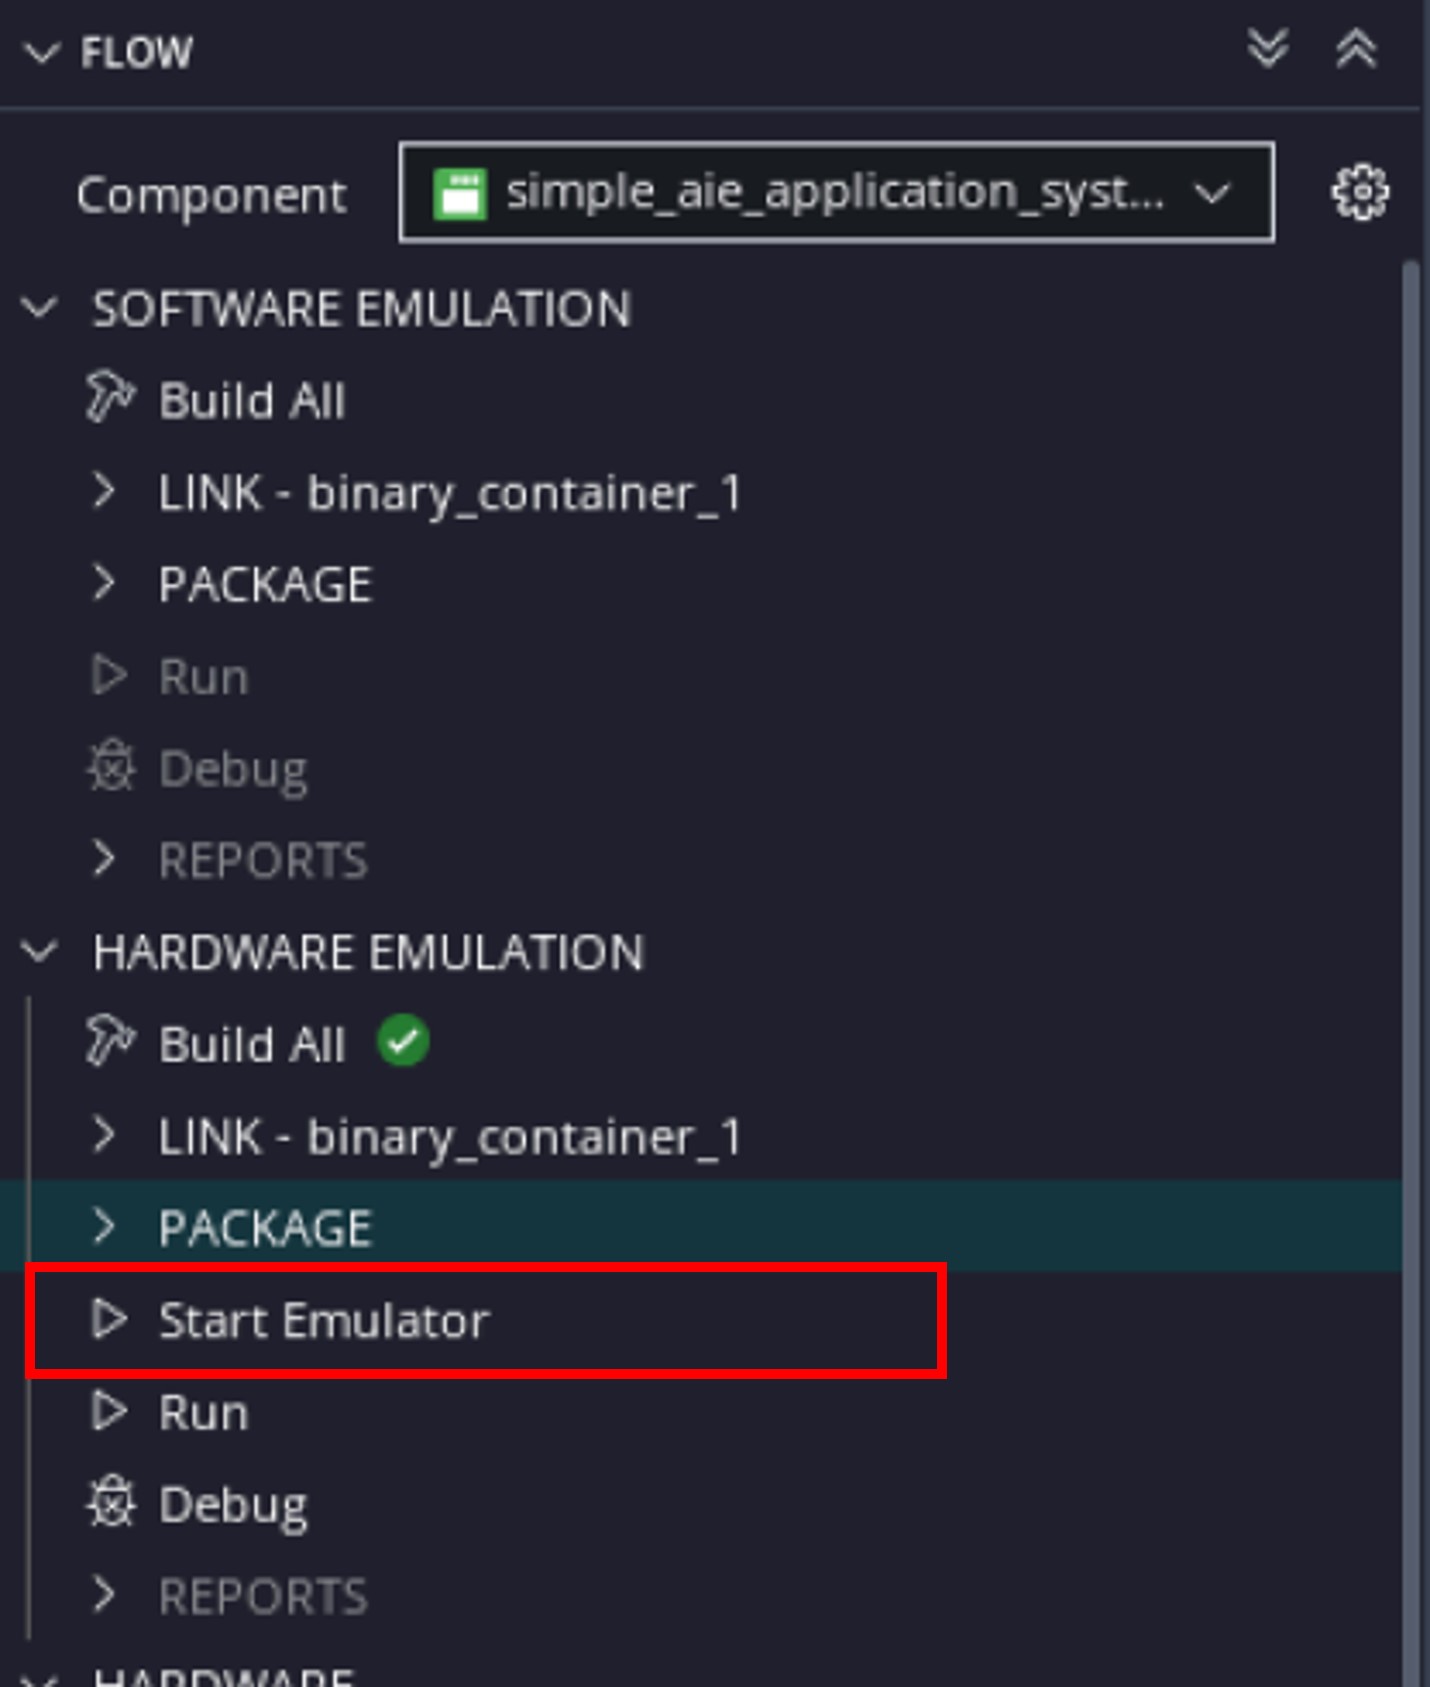 FLOW
Component simple_aie_application_syst...
SOFTWARE EMULATION
Build All
LINK - binary_container_1
PACKAGE
Run
Debug
REPORTS
HARDWARE EMULATION
Build All
LINK - binary_container_1
PACKAGE
Start Emulator
Run
Debug
REPORTS
HARDWARE